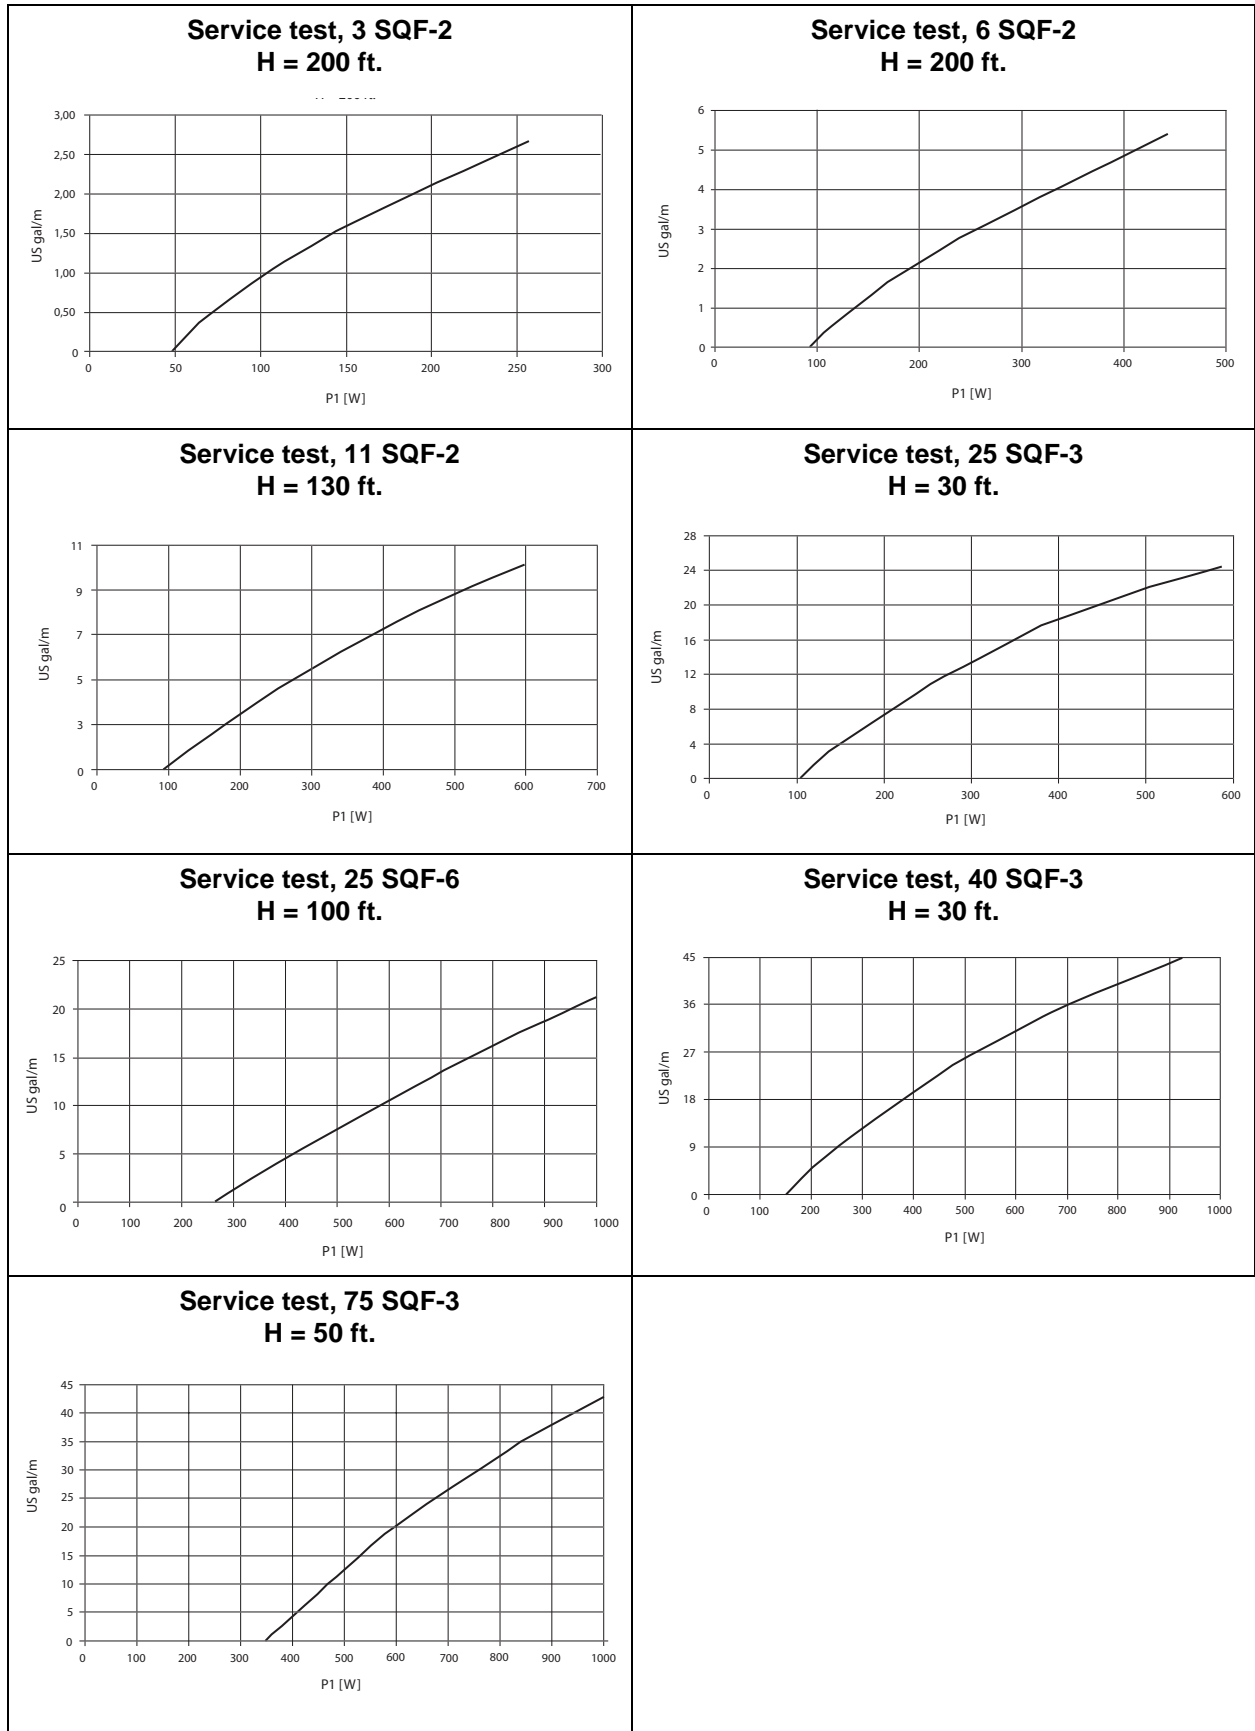 Service test, 3 SQF-2
H = 200 ft.
3,00
2,50
2,00
1,50
1,00
0,50
0
US gal/m
0 50 100 150 200 250 300
P1 [W]
Service test, 6 SQF-2
H = 200 ft.
6
5
4
3
2
1
0
US gal/m
0 100 200 300 400 500
P1 [W]
Service test, 11 SQF-2
H = 130 ft.
11
9
7
5
3
0
US gal/m
0 100 200 300 400 500 600 700
P1 [W]
Service test, 25 SQF-3
H = 30 ft.
28
24
20
16
12
8
4
0
US gal/m
0 100 200 300 400 500 600
P1 [W]
Service test, 25 SQF-6
H = 100 ft.
25
20
15
10
5
0
US gal/m
0 100 200 300 400 500 600 700 800 900 1000
P1 [W]
Service test, 40 SQF-3
H = 30 ft.
45
36
27
18
9
0
US gal/m
0 100 200 300 400 500 600 700 800 900 1000
P1 [W]
Service test, 75 SQF-3
H = 50 ft.
45
40
35
30
25
20
15
10
5
0
US gal/m
0 100 200 300 400 500 600 700 800 900 1000
P1 [W]